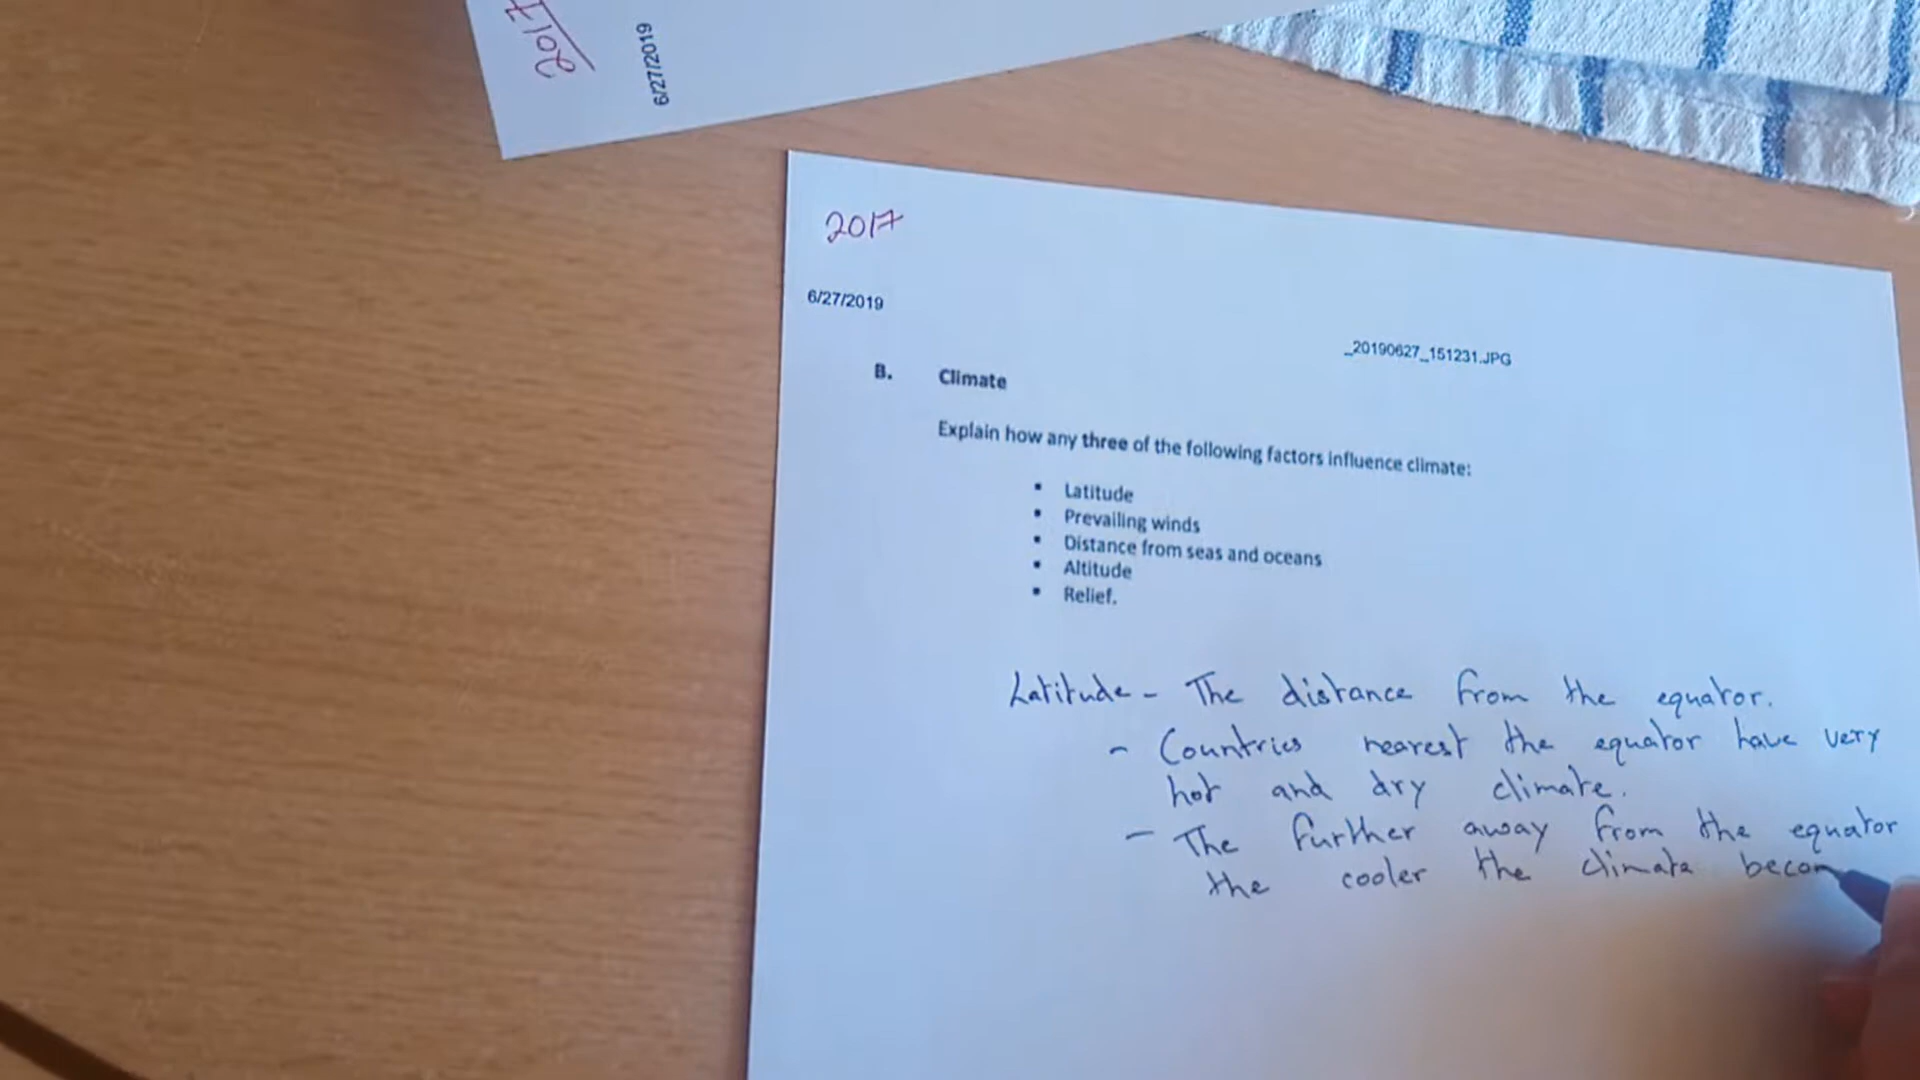 2017
6/27/2019
2017
6/27/2019
_20190627_151231.JPG
B. Climate
Explain how any three of the following factors influence climate:
▪ Latitude
▪ Prevailing winds
▪ Distance from seas and oceans
▪ Altitude
▪ Relief.
Latitude - The distance from the equator.
- Countries nearest the equator have very
hot and dry climate.
- The further away from the equator
the cooler the climate becom